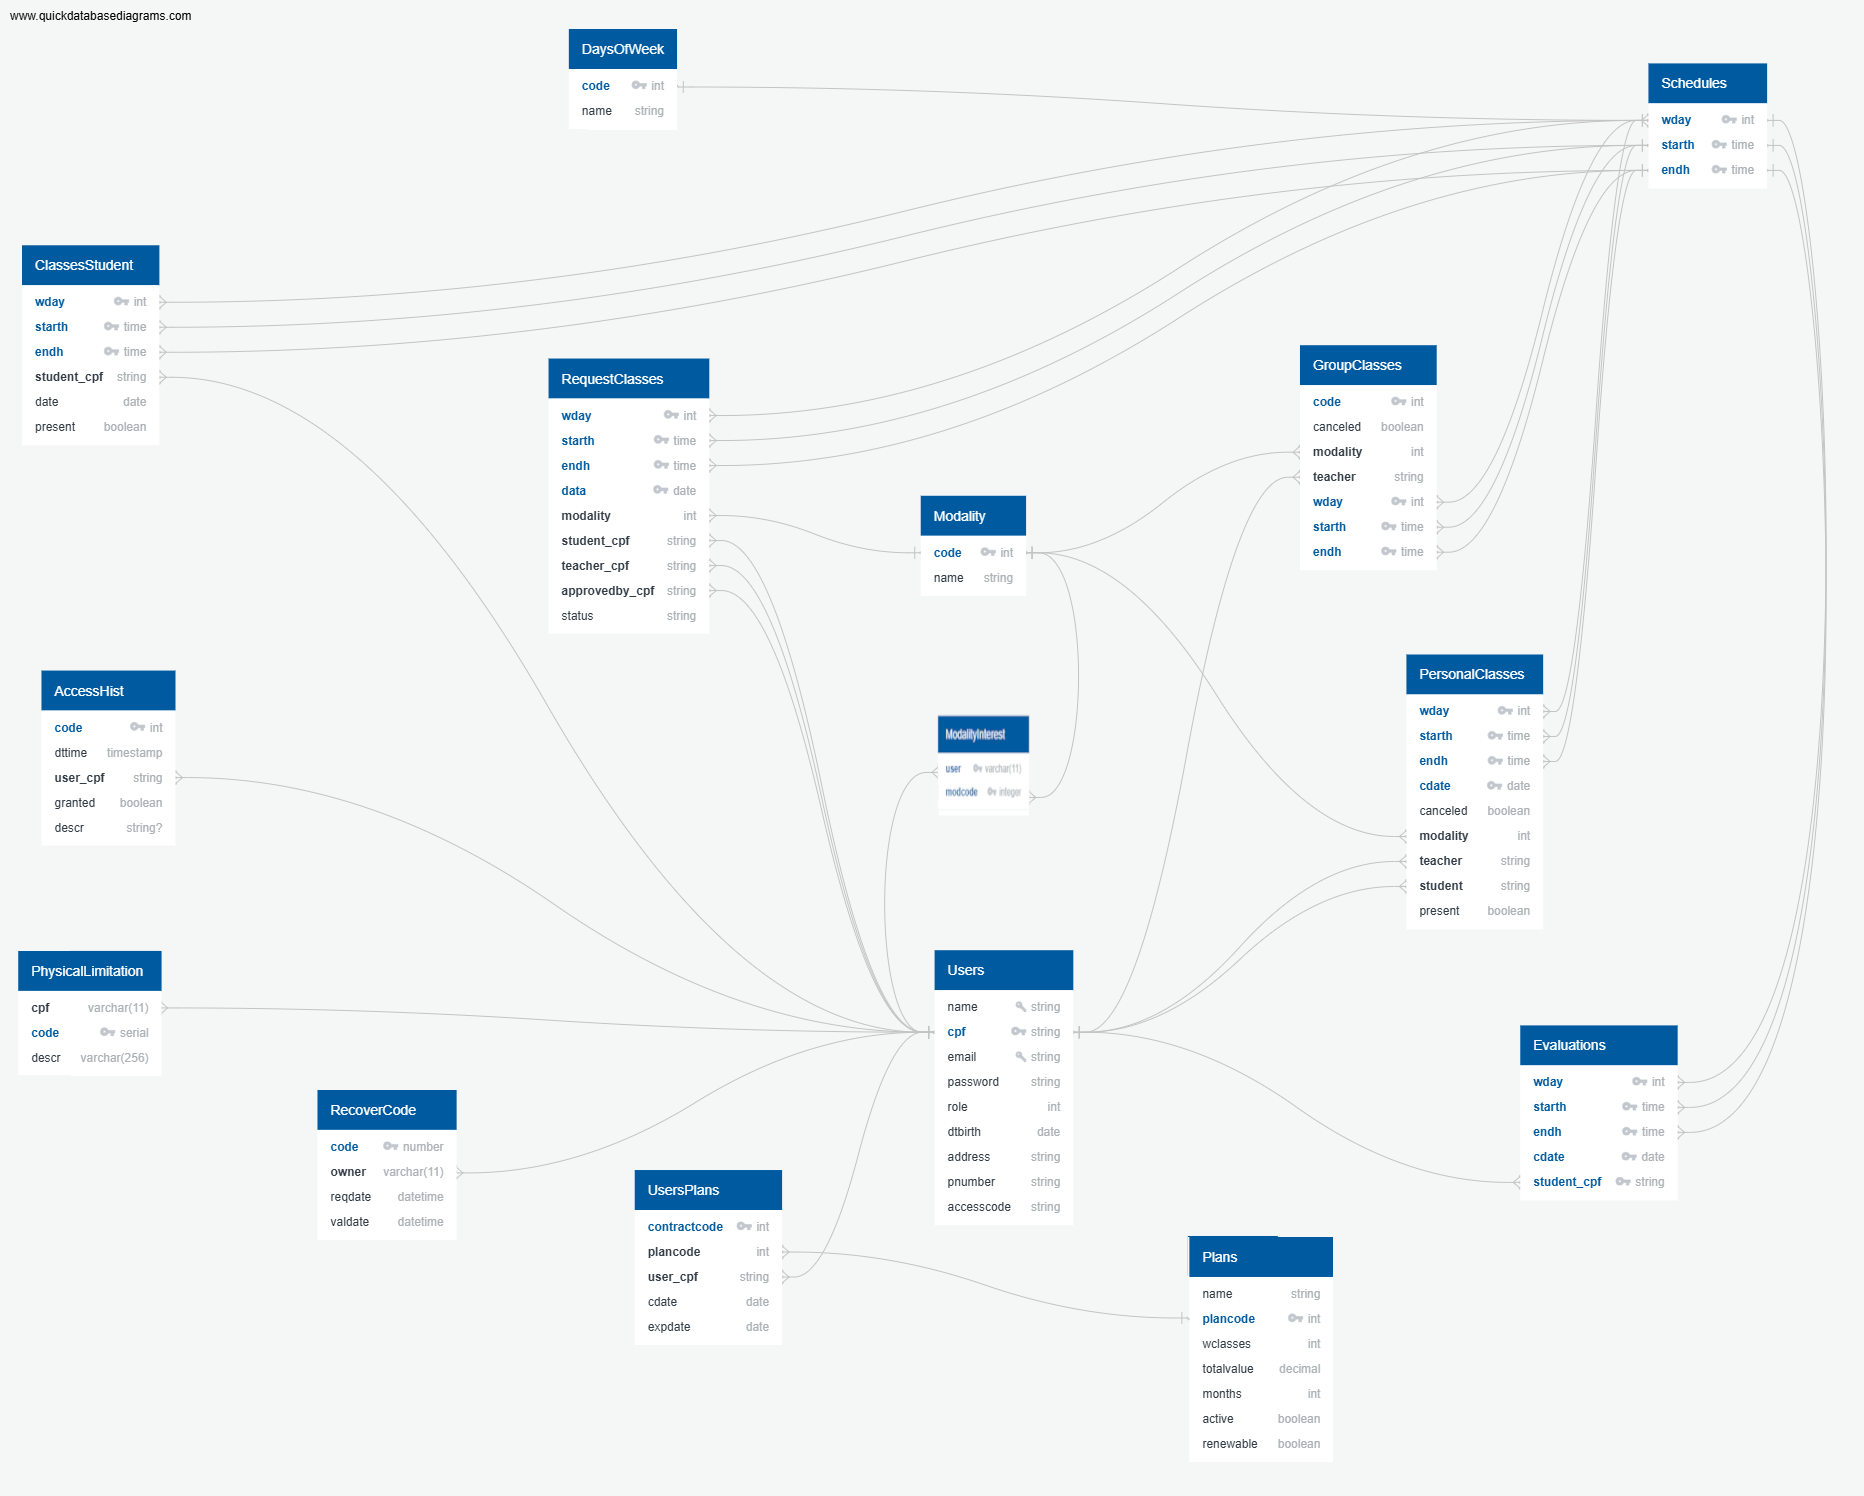 www.quickdatabasediagrams.com
DaysOfWeek
code int
name string
Schedules
wday int
starth time
endh time
ClassesStudent
wday int
starth time
endh time
student_cpf string
date date
present boolean
RequestClasses
wday int
starth time
endh time
data date
modality int
student_cpf string
teacher_cpf string
approvedby_cpf string
status string
GroupClasses
code int
canceled boolean
modality int
teacher string
wday int
starth time
endh time
Modality
code int
name string
AccessHist
code int
dttime timestamp
user_cpf string
granted boolean
descr string?
ModalityInterest
user varchar(11)
modcode integer
PersonalClasses
wday int
starth time
endh time
cdate date
canceled boolean
modality int
teacher string
student string
present boolean
PhysicalLimitation
cpf varchar(11)
code serial
descr varchar(256)
Users
name string
cpf string
email string
password string
role int
dtbirth date
address string
pnumber string
accesscode string
Evaluations
wday int
starth time
endh time
cdate date
student_cpf string
RecoverCode
code number
owner varchar(11)
reqdate datetime
valdate datetime
UsersPlans
contractcode int
plancode int
user_cpf string
cdate date
expdate date
Plans
name string
plancode int
wclasses int
totalvalue decimal
months int
active boolean
renewable boolean